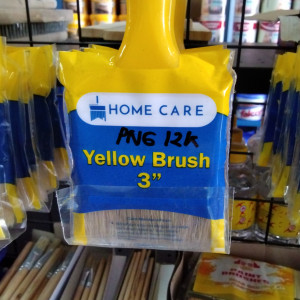 HOME CARE
PNG 12K
Yellow Brush
3”